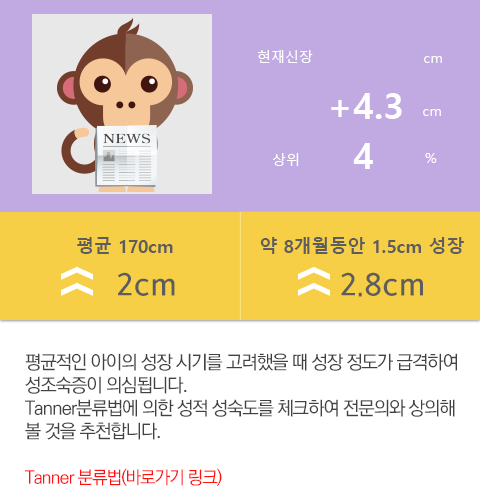 NEWS
현재신장 cm
+4.3 cm
상위 4 %
평균 170cm
2cm
약 8개월동안 1.5cm 성장
2.8cm
평균적인 아이의 성장 시기를 고려했을 때 성장 정도가 급격하여
성조숙증이 의심됩니다.
Tanner분류법에 의한 성적 성숙도를 체크하여 전문의와 상의해
볼 것을 추천합니다.
Tanner 분류법(바로가기 링크)